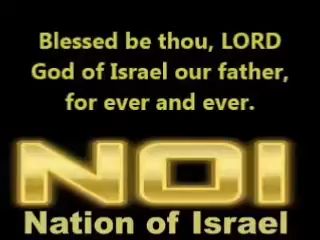 Blessed be thou, LORD
God of Israel our father,
for ever and ever.
NOI
Nation of Israel